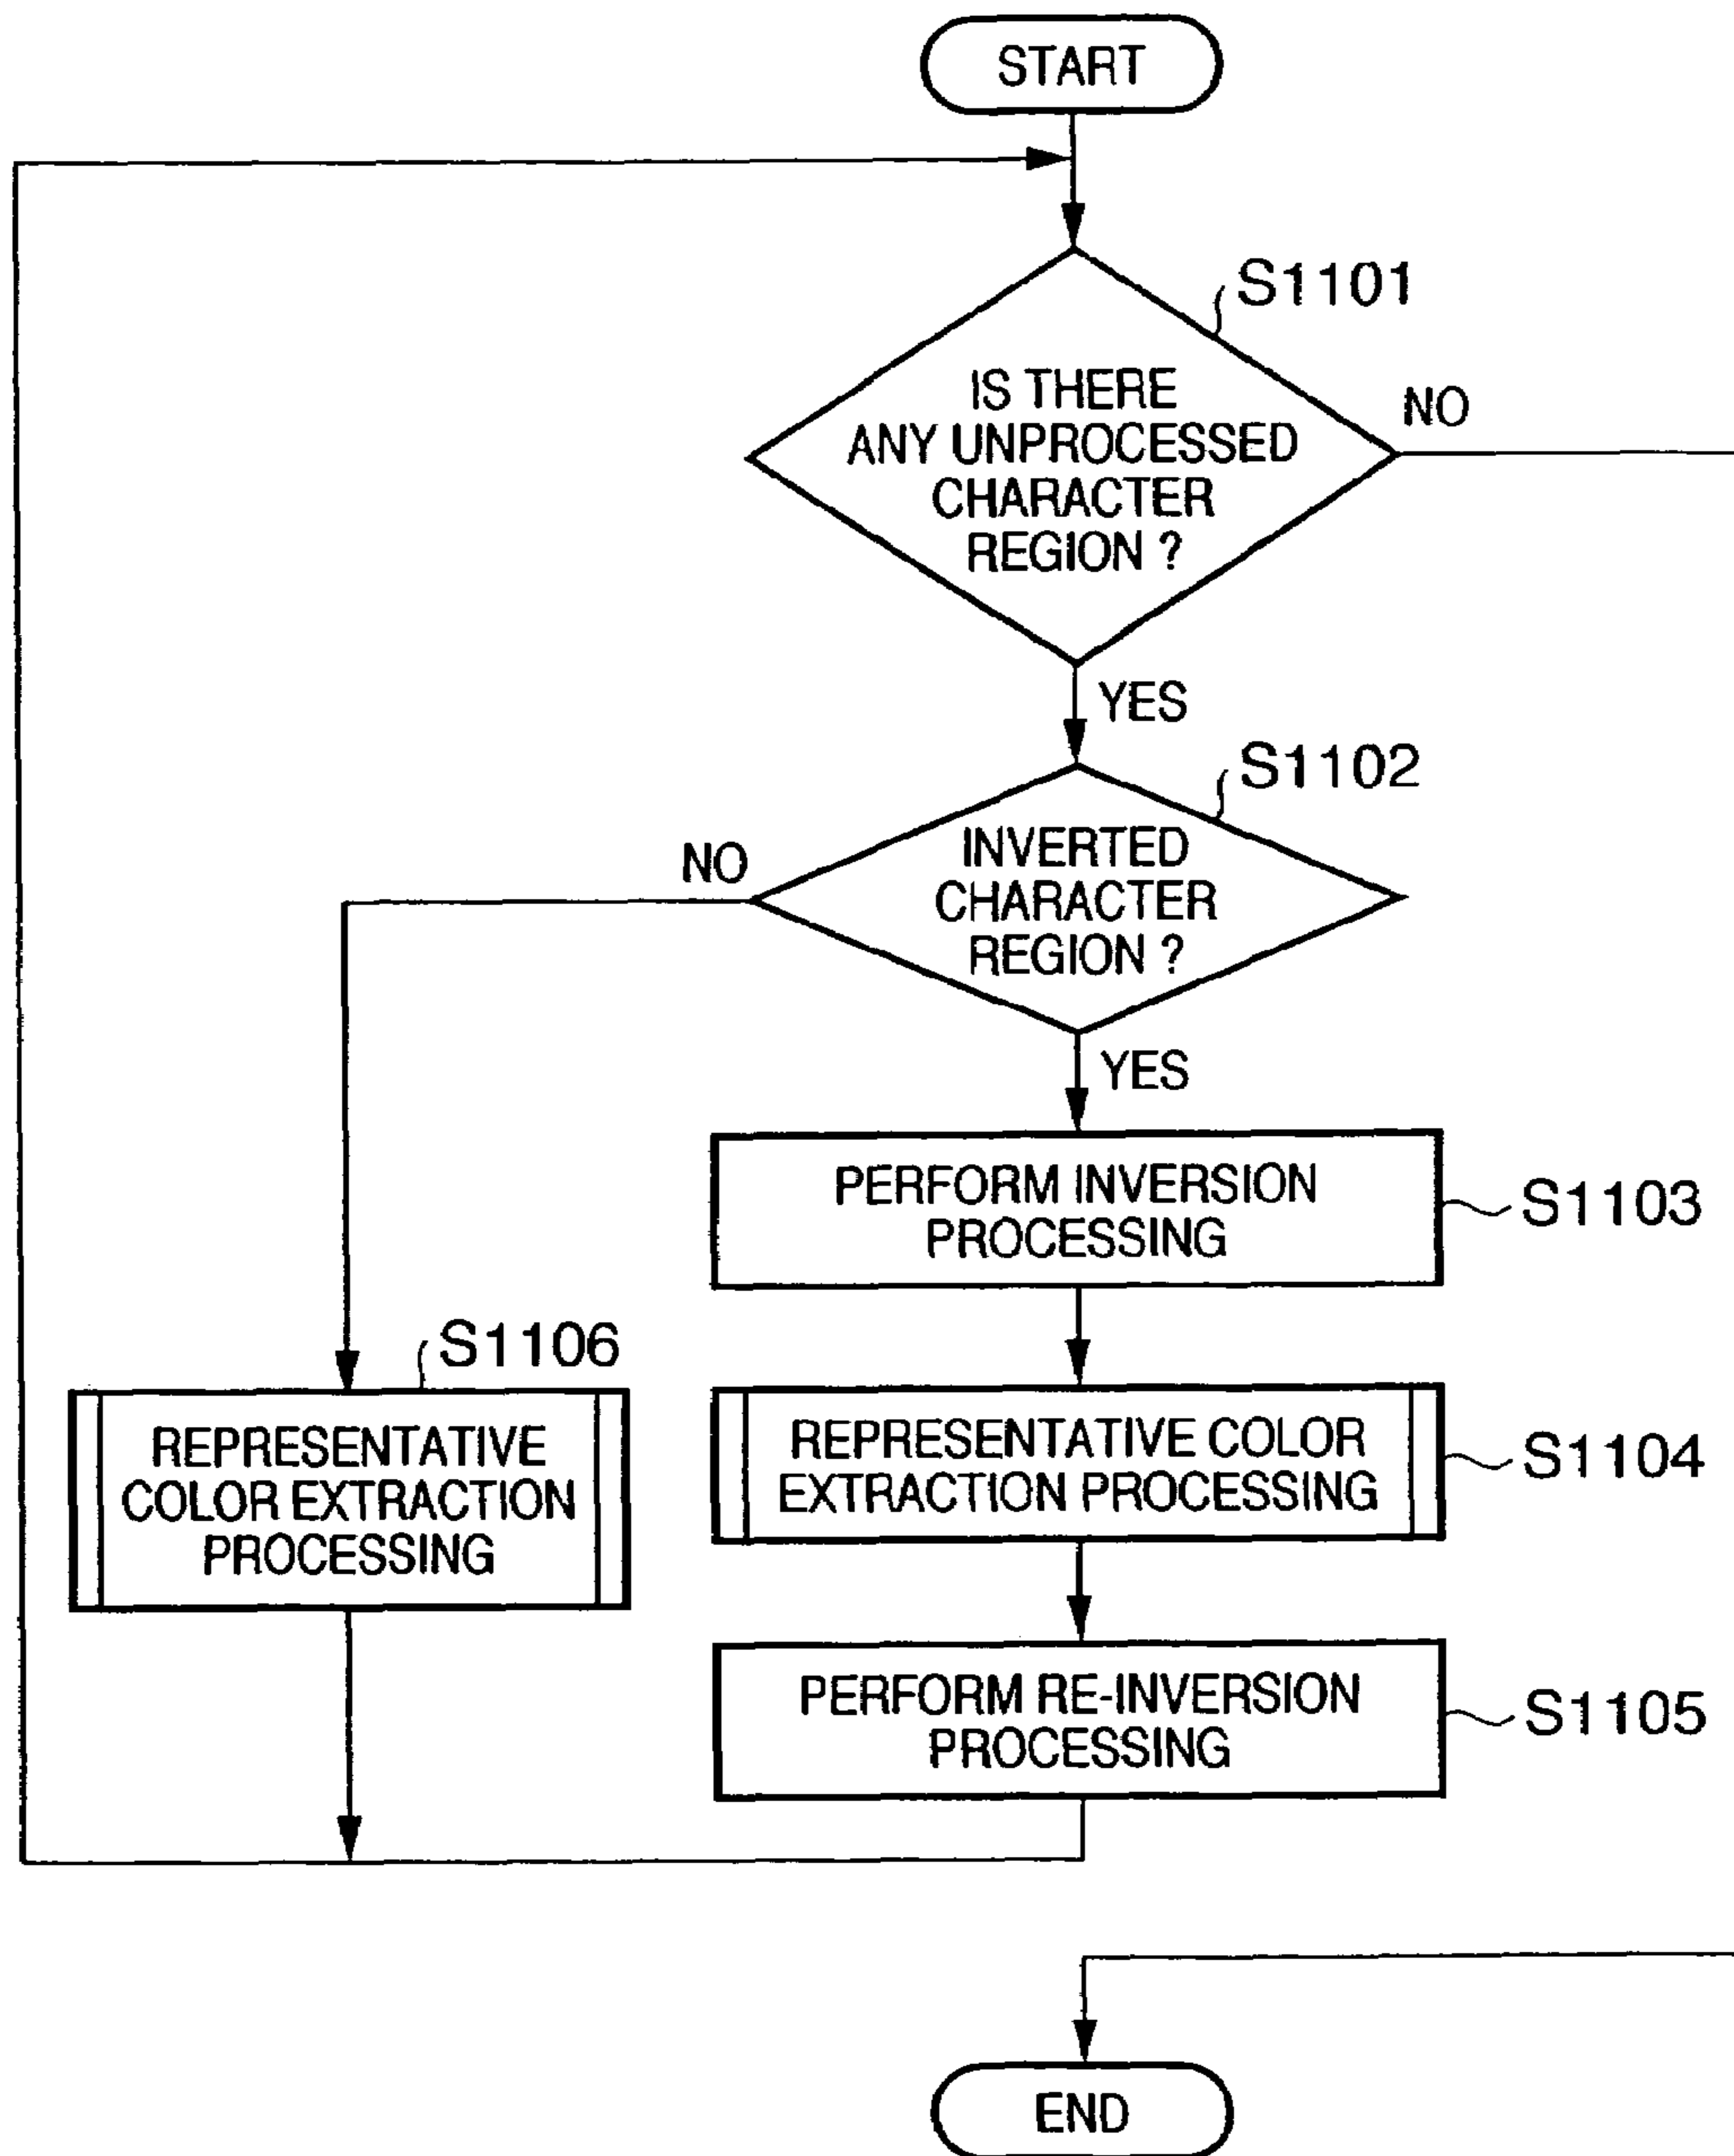 START
S1101
IS THERE
ANY UNPROCESSED
CHARACTER
REGION ?
NO
YES
S1102
NO
INVERTED
CHARACTER
REGION ?
YES
PERFORM INVERSION
PROCESSING
S1103
S1106
REPRESENTATIVE
COLOR EXTRACTION
PROCESSING
REPRESENTATIVE COLOR
EXTRACTION PROCESSING
S1104
PERFORM RE-INVERSION
PROCESSING
S1105
END